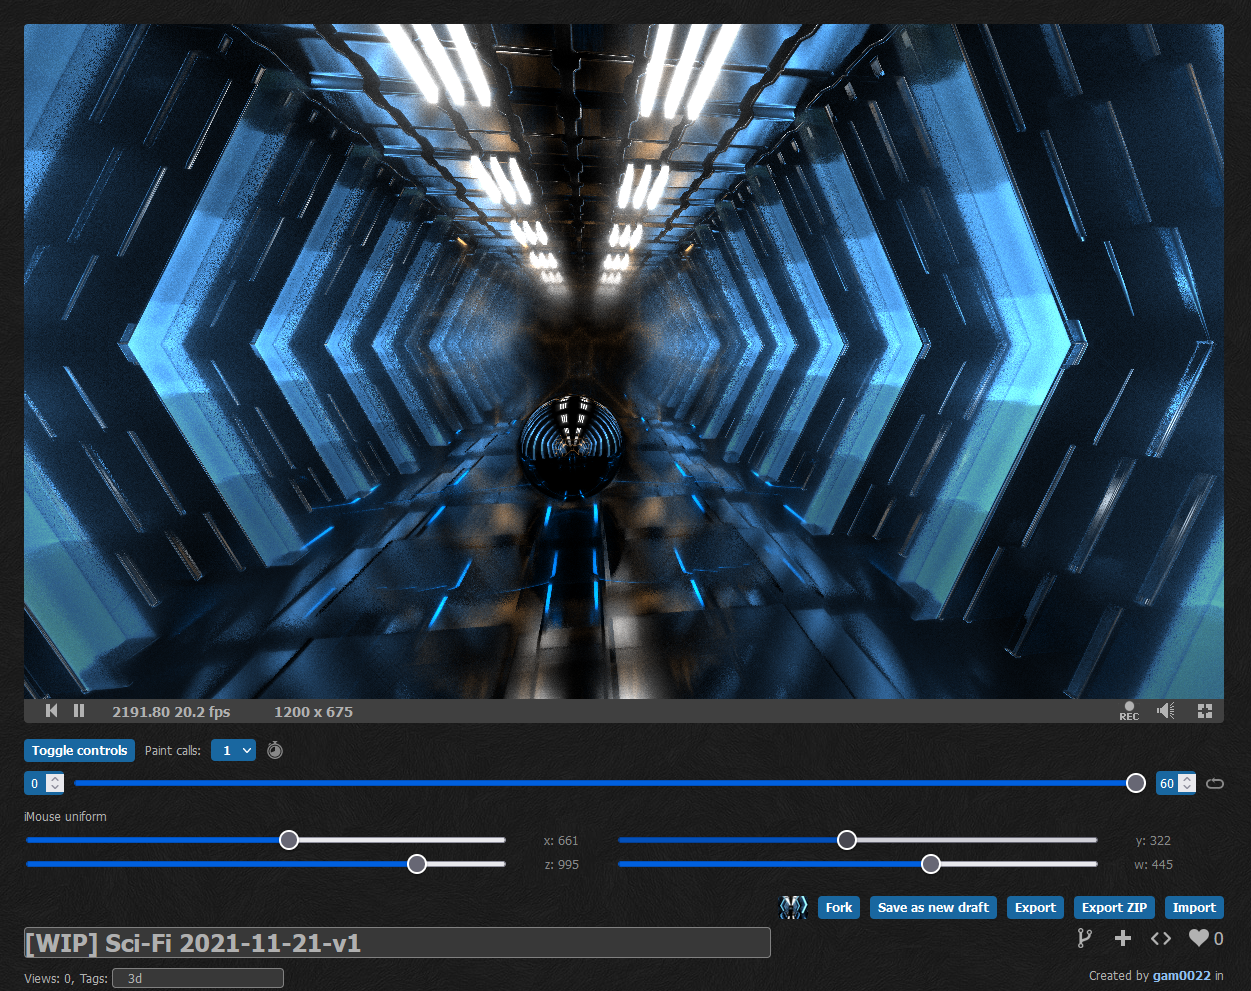 2191.80 20.2 fps 1200 x 675 REC
Toggle controls Paint calls: 1
0 60
iMouse uniform
x: 661 y: 322
z: 995 w: 445
Fork Save as new draft Export Export ZIP Import
[WIP] Sci-Fi 2021-11-21-v1 0
Views: 0, Tags: 3d Created by gam0022 in